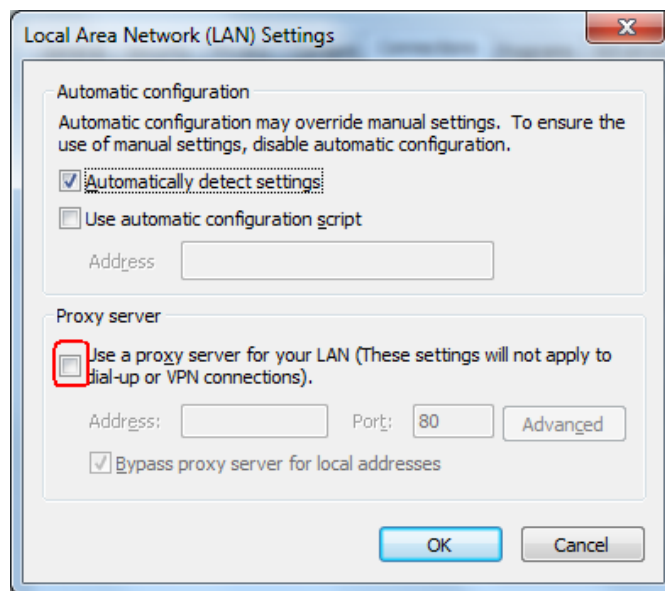 Local Area Network (LAN) Settings
Automatic configuration
Automatic configuration may override manual settings. To ensure the
use of manual settings, disable automatic configuration.
Automatically detect settings
Use automatic configuration script
Address
Proxy server
Use a proxy server for your LAN (These settings will not apply to
dial-up or VPN connections).
Address:
Port:
80
Advanced
Bypass proxy server for local addresses
OK
Cancel